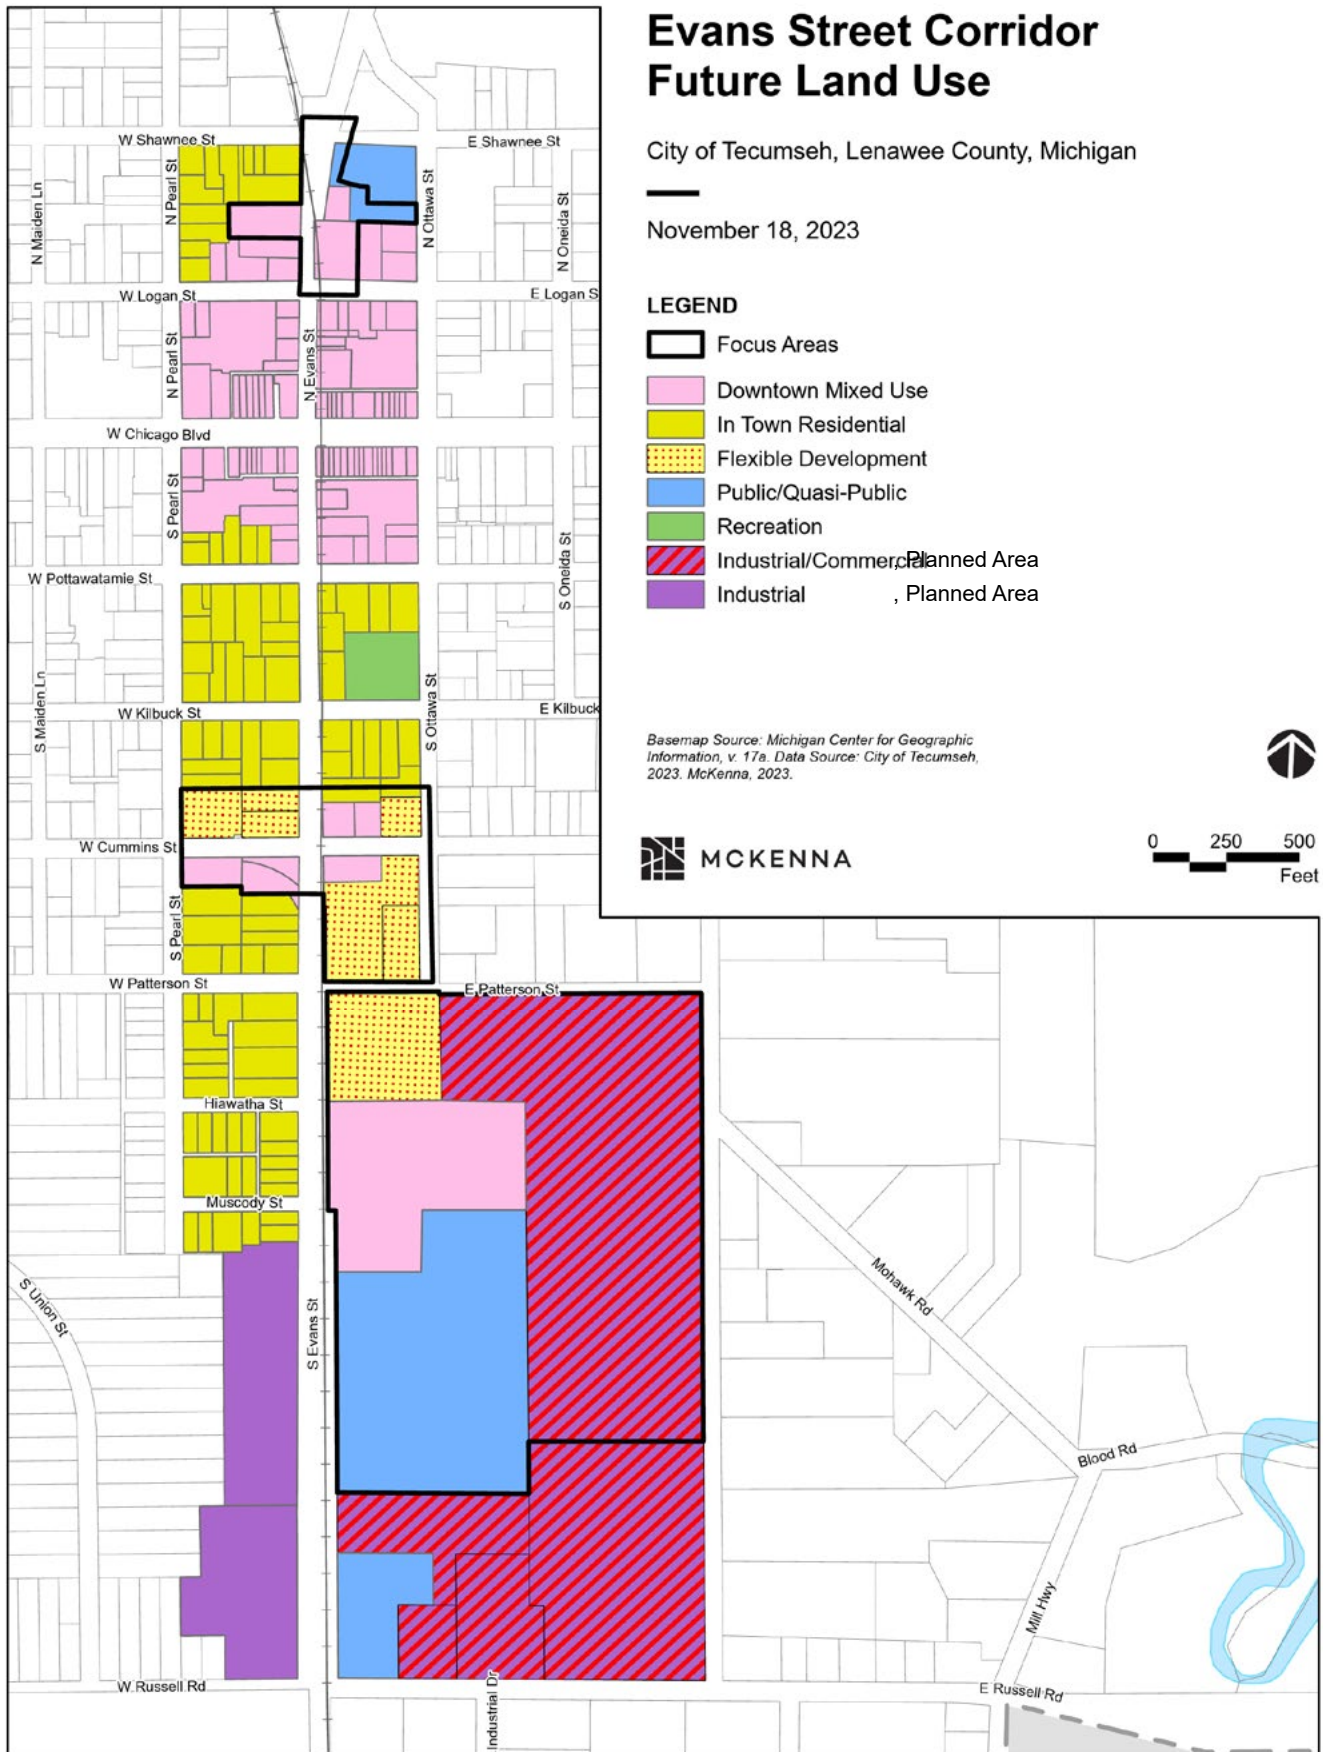 Evans Street Corridor
Future Land Use
City of Tecumseh, Lenawee County, Michigan
November 18, 2023
LEGEND
Focus Areas
Downtown Mixed Use
In Town Residential
Flexible Development
Public/Quasi-Public
Recreation
Industrial/Commercial, Planned Area
Industrial , Planned Area
Basemap Source: Michigan Center for Geographic
Information, v. 17a. Data Source: City of Tecumseh,
2023. McKenna, 2023.
MCKENNA
0 250 500
Feet
W Shawnee St
E Shawnee St
N Maiden Ln
N Pearl St
N Ottawa St
N Oneida St
W Logan St
E Logan S
N Pearl St
N Evans St
W Chicago Blvd
S Pearl St
S Oneida St
W Pottawatamie St
S Maiden Ln
S Ottawa St
W Kilbuck St
E Kilbuck
W Cummins St
S Pearl St
W Patterson St
E Patterson St
Hiawatha St
Muscody St
S Union St
S Evans St
Mohawk Rd
Blood Rd
Mill Hwy
W Russell Rd
Industrial Dr
E Russell Rd